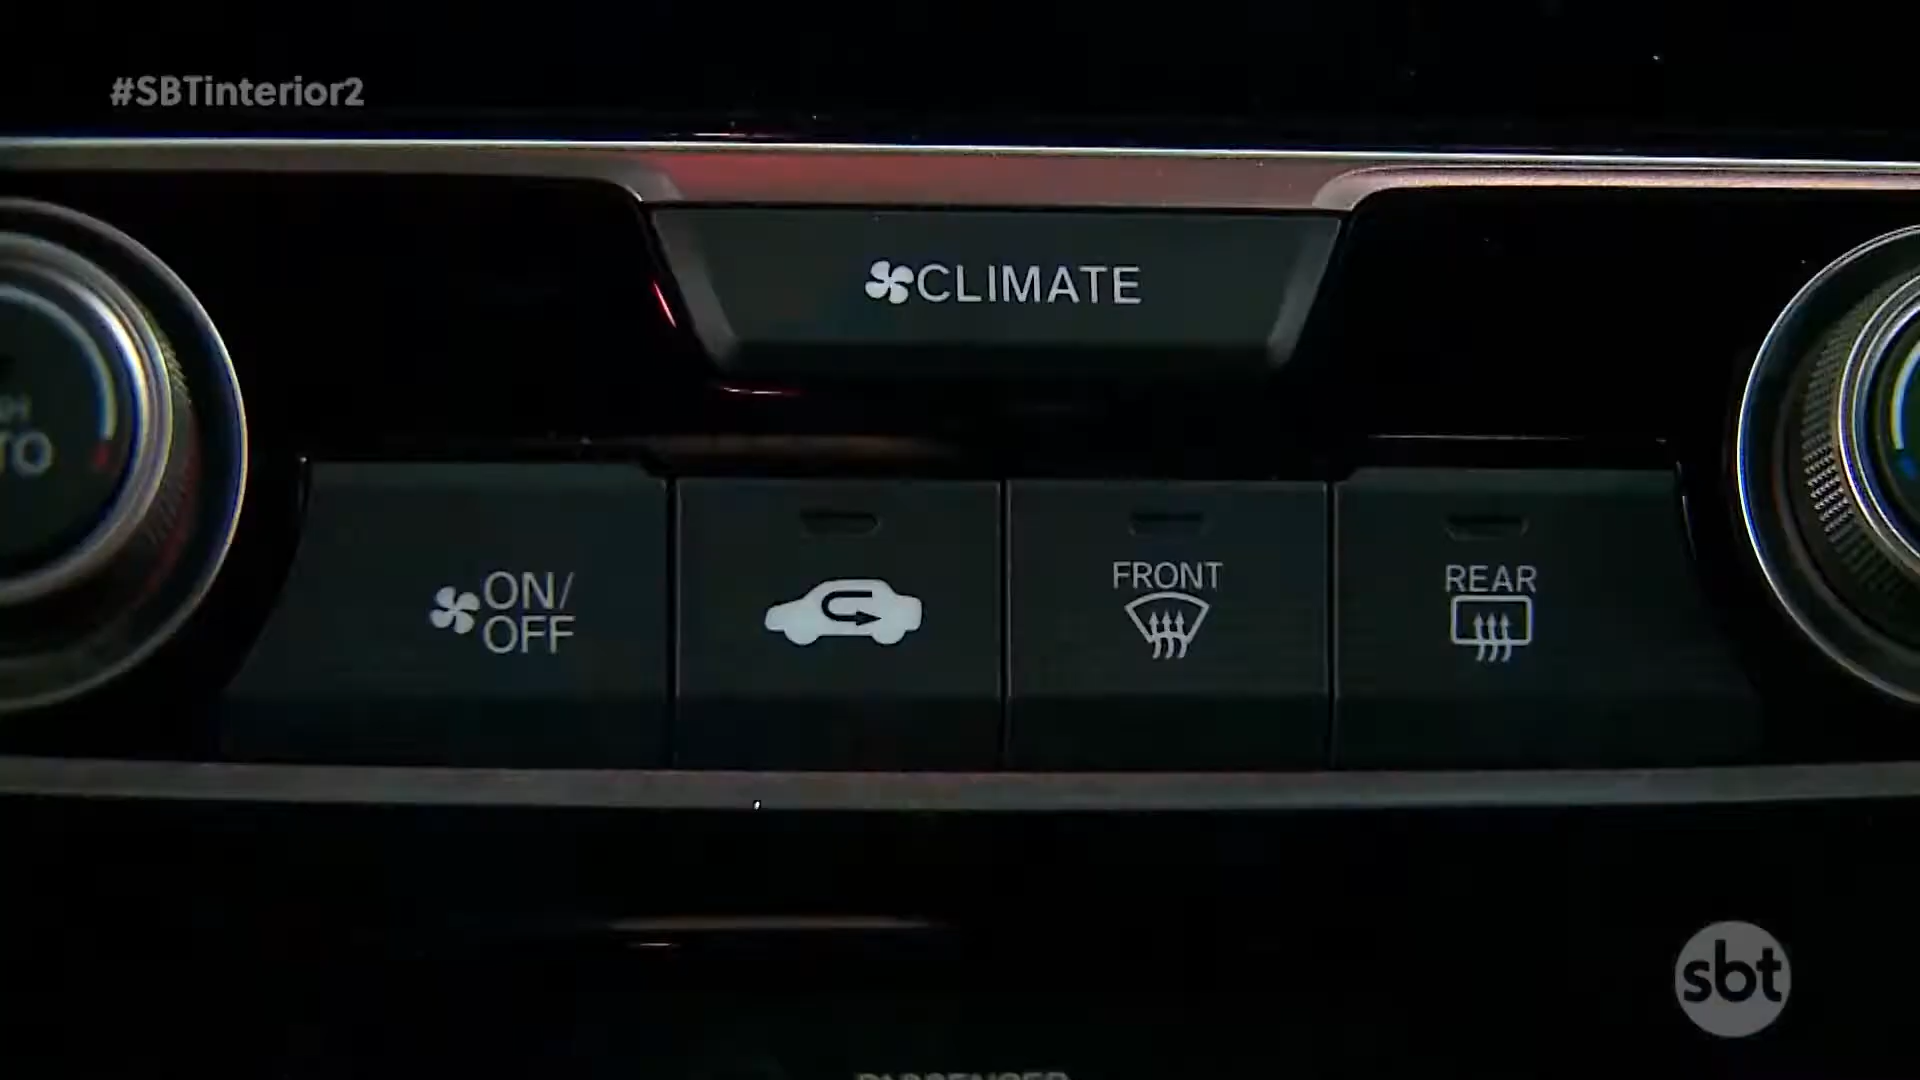 #SBTinterior2
CLIMATE
ON/
OFF
FRONT
REAR
sbt